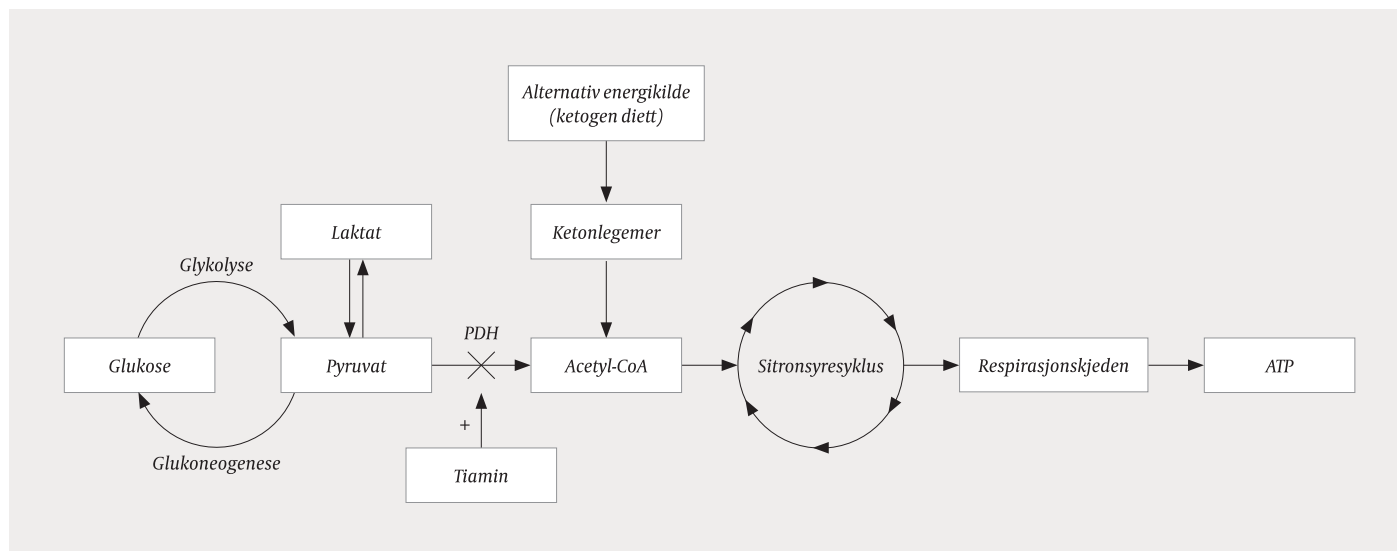 Alternativ energikilde
(ketogen diett)
Laktat
Ketonlegemer
Glykolyse
PDH
Glukose
Pyruvat
Acetyl-CoA
Sitronsyresyklus
Respirasjonskjeden
ATP
+
Glukoneogenese
Tiamin